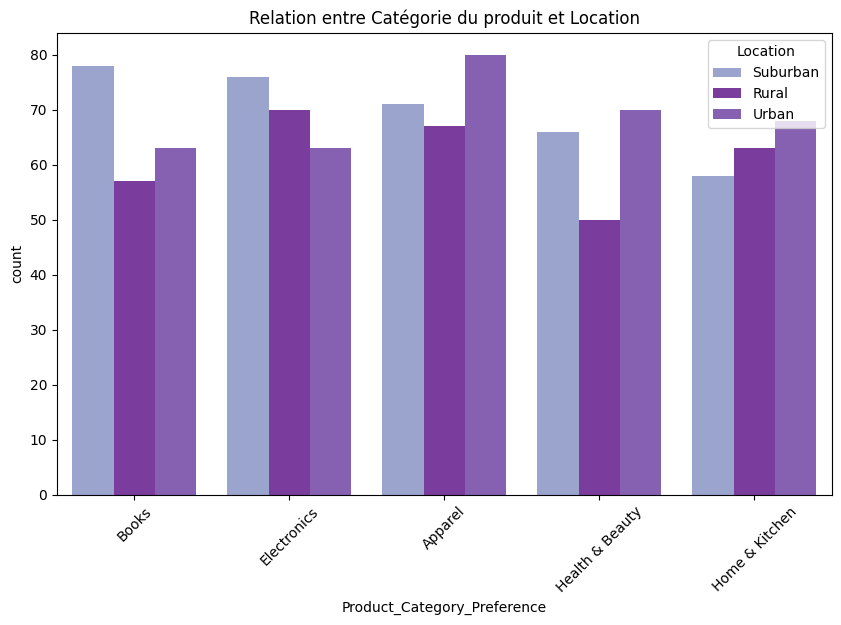 Relation entre Catégorie du produit et Location
Location
Suburban
Rural
Urban
count
80
70
60
50
40
30
20
10
0
Books
Electronics
Apparel
Health & Beauty
Home & Kitchen
Product_Category_Preference